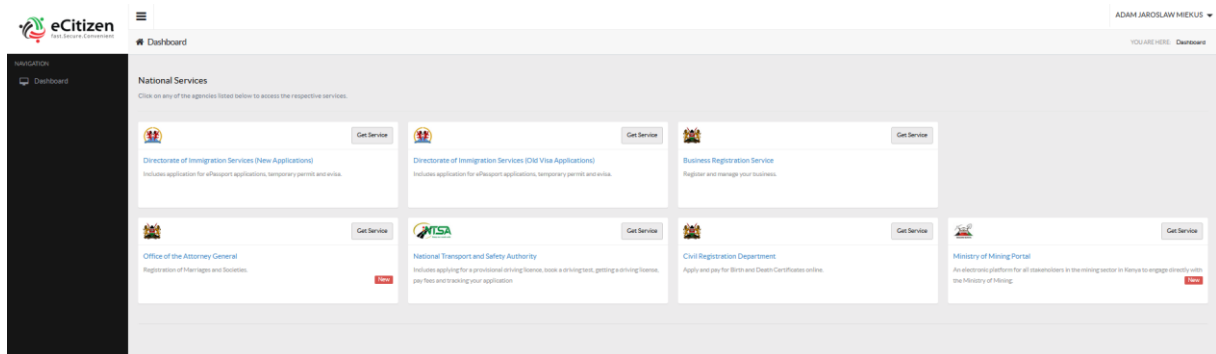 eCitizen
Fast.Secure.Convenient
ADAM JAROSLAW MIEKUS
Dashboard
YOU ARE HERE: Dashboard
NAVIGATION
Dashboard
National Services
Click on any of the agencies listed below to access the respective services.
Get Service
Directorate of Immigration Services (New Applications)
Includes application for ePassport applications, temporary permit and evisa.
Get Service
Directorate of Immigration Services (Old Visa Applications)
Includes application for ePassport applications, temporary permit and evisa.
Get Service
Business Registration Service
Register and manage your business.
Get Service
Office of the Attorney General
Registration of Marriages and Societies.
New
NTSA
Get Service
National Transport and Safety Authority
Includes applying for a provisional driving license, book a driving test, getting a driving license,
pay fees and tracking your application
Get Service
Civil Registration Department
Apply and pay for Birth and Death Certificates online.
Get Service
Ministry of Mining Portal
An electronic platform for all stakeholders in the mining sector in Kenya to engage directly with
the Ministry of Mining.
New